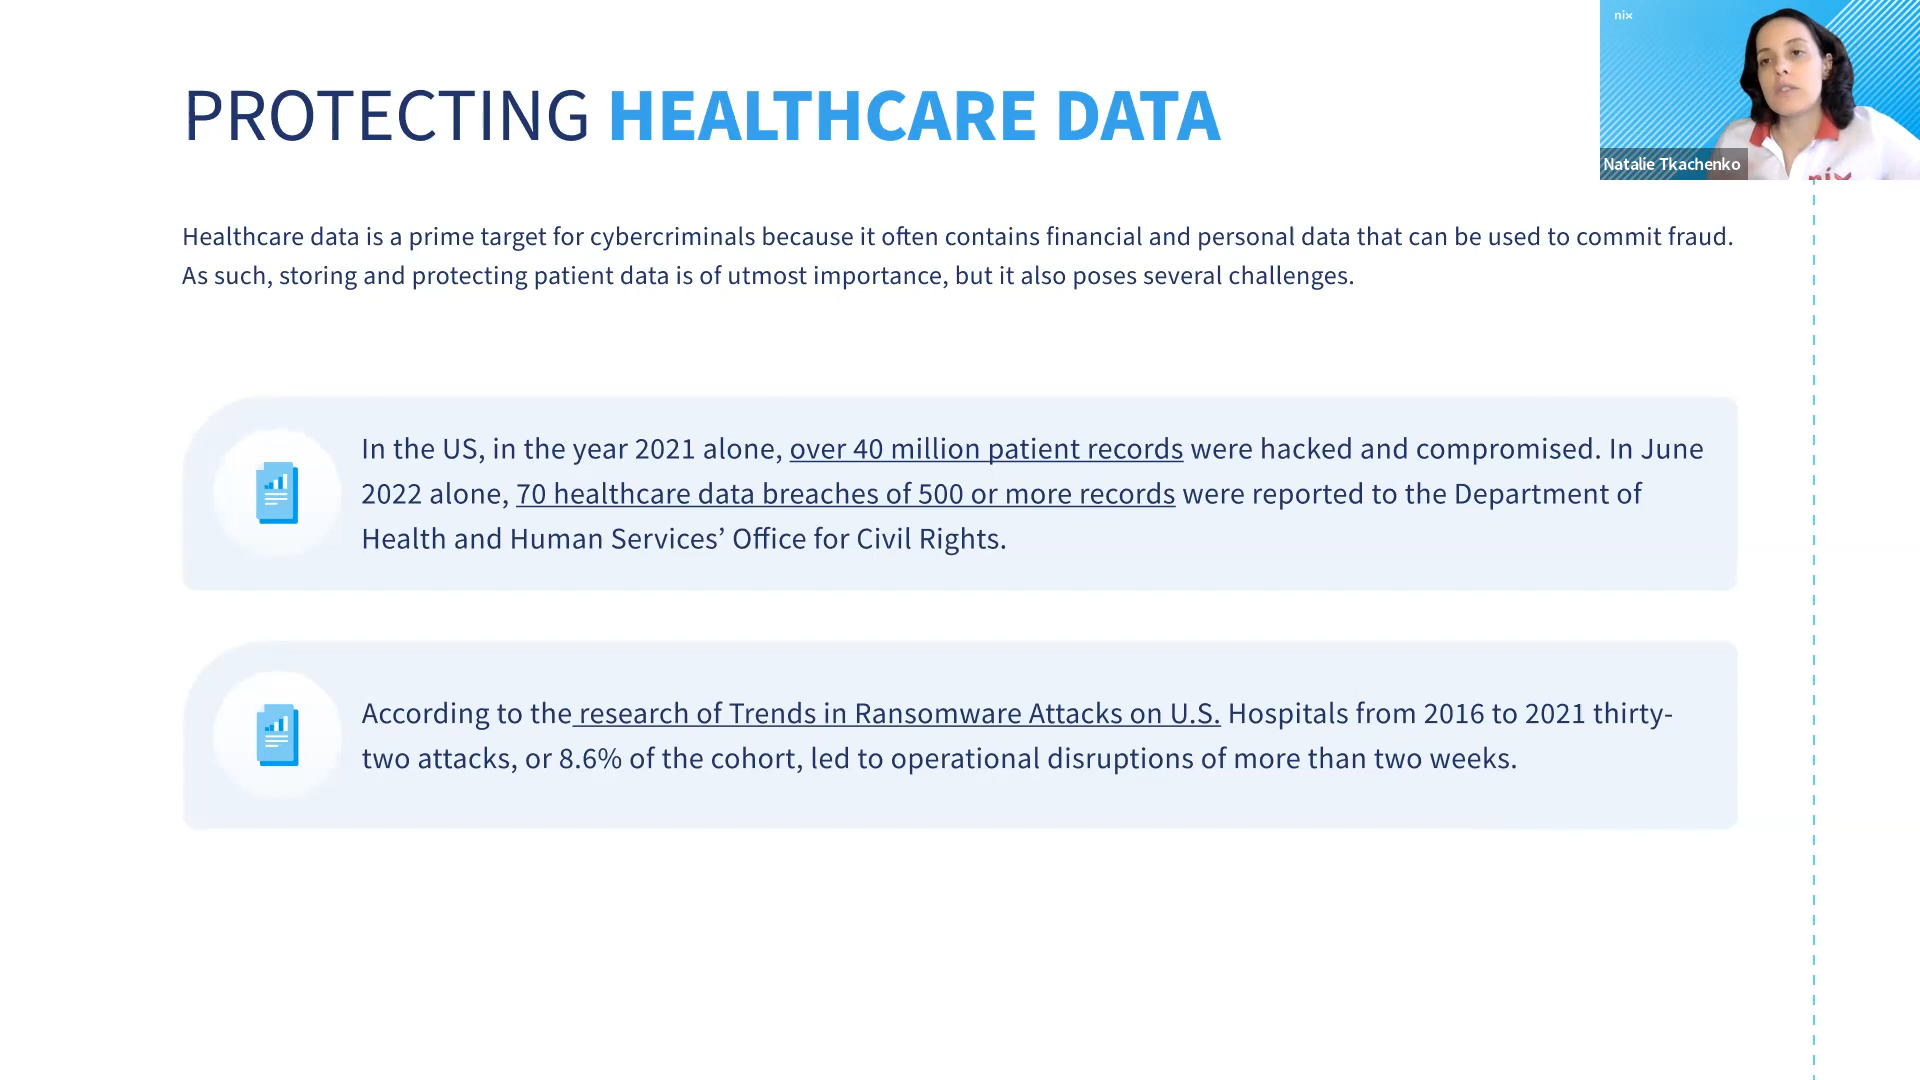 nix
PROTECTING HEALTHCARE DATA
Natalie Tkachenko
nix
Healthcare data is a prime target for cybercriminals because it often contains financial and personal data that can be used to commit fraud.
As such, storing and protecting patient data is of utmost importance, but it also poses several challenges.
In the US, in the year 2021 alone, over 40 million patient records were hacked and compromised. In June
2022 alone, 70 healthcare data breaches of 500 or more records were reported to the Department of
Health and Human Services’ Office for Civil Rights.
According to the research of Trends in Ransomware Attacks on U.S. Hospitals from 2016 to 2021 thirty-
two attacks, or 8.6% of the cohort, led to operational disruptions of more than two weeks.